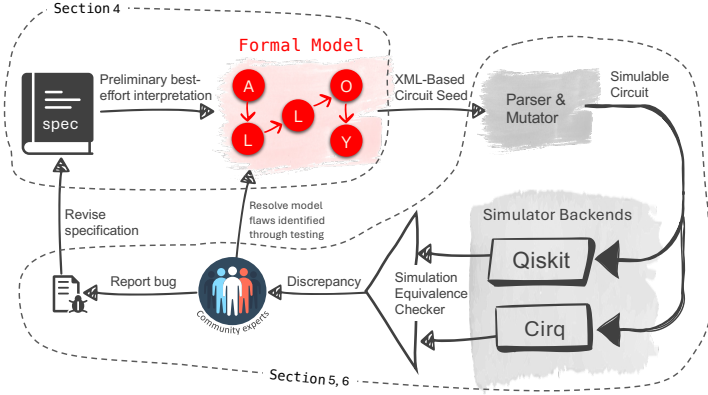 Section 4
Formal Model
spec
Preliminary best-
effort interpretation
A
L
L
O
Y
XML-Based
Circuit Seed
Parser &
Mutator
Simulable
Circuit
Revise
specification
Resolve model
flaws identified
through testing
Simulator Backends
Qiskit
Cirq
Simulation
Equivalence
Checker
Discrepancy
Community experts
Report bug
Section 5, 6